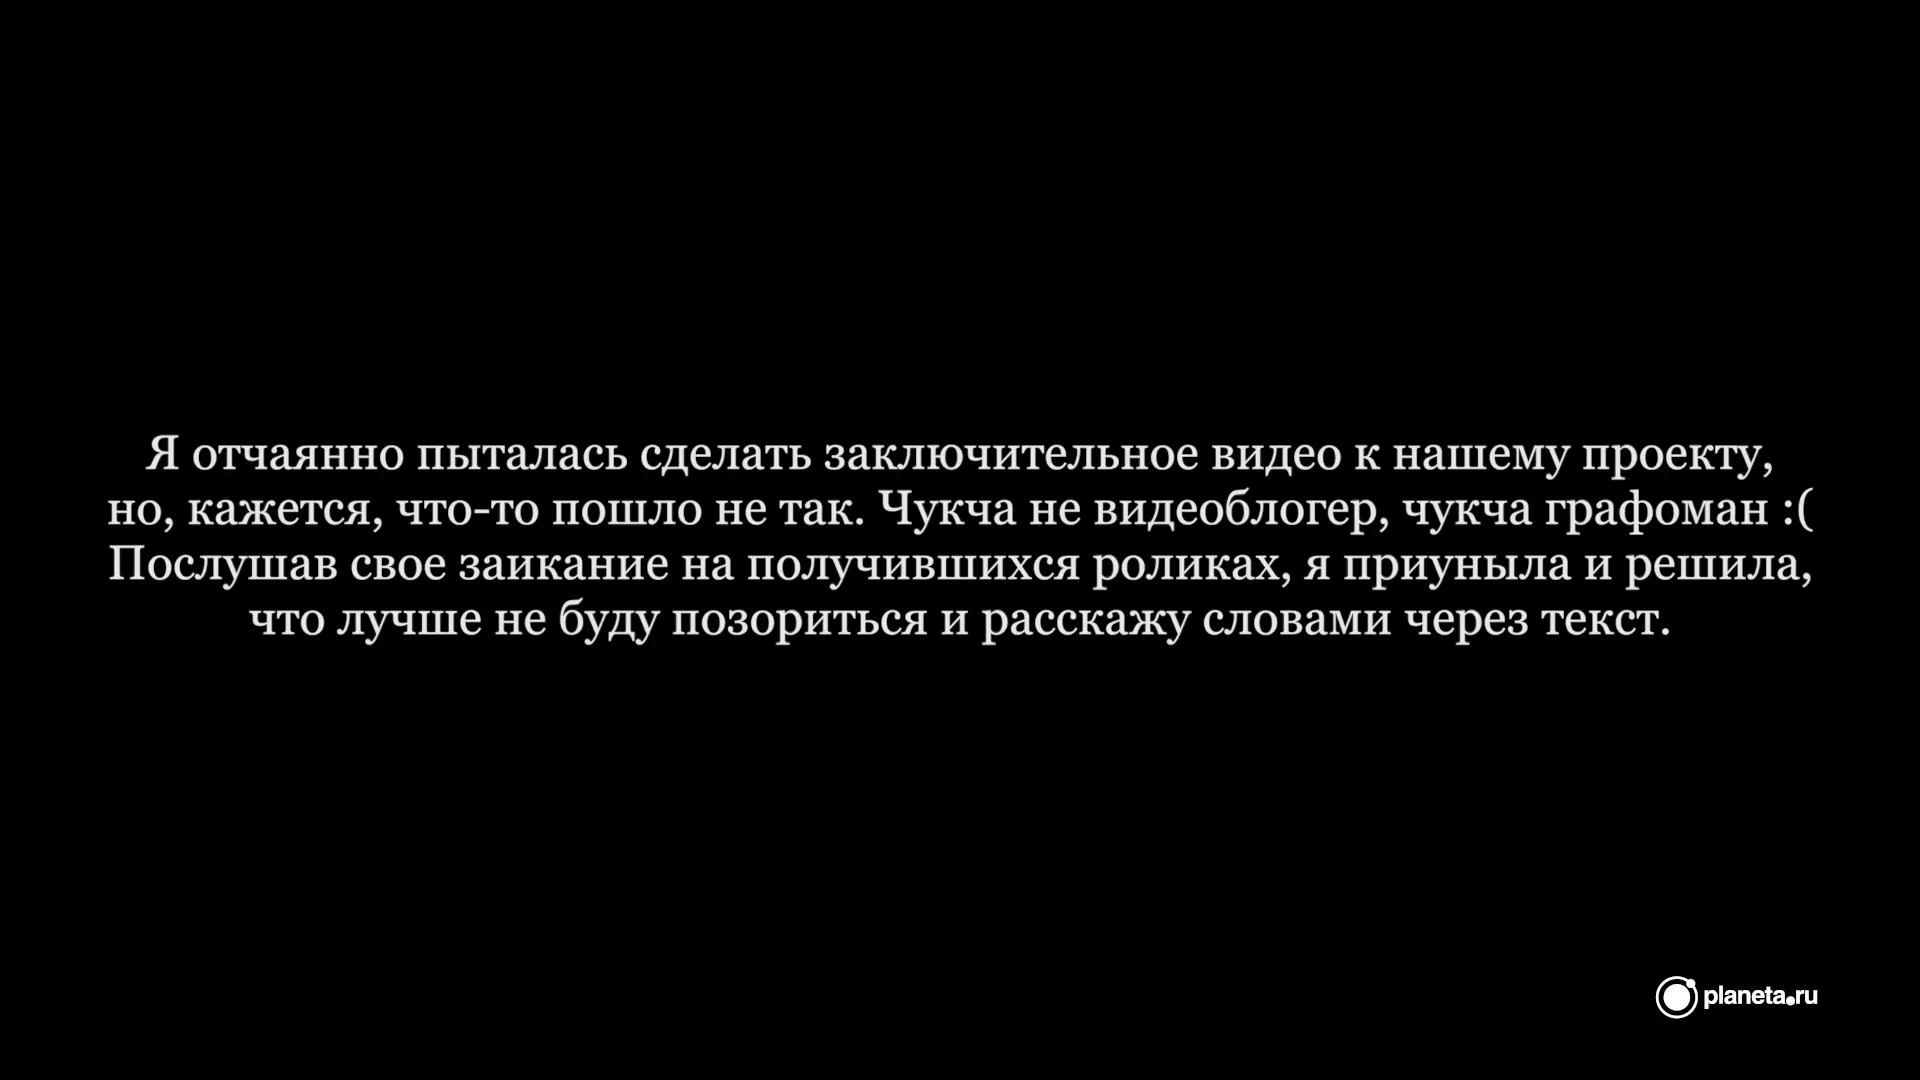 Я отчаянно пыталась сделать заключительное видео к нашему проекту,
но, кажется, что-то пошло не так. Чукча не видеоблогер, чукча графоман :(
Послушав свое заикание на получившихся роликах, я приуныла и решила,
что лучше не буду позориться и расскажу словами через текст.
planeta.ru